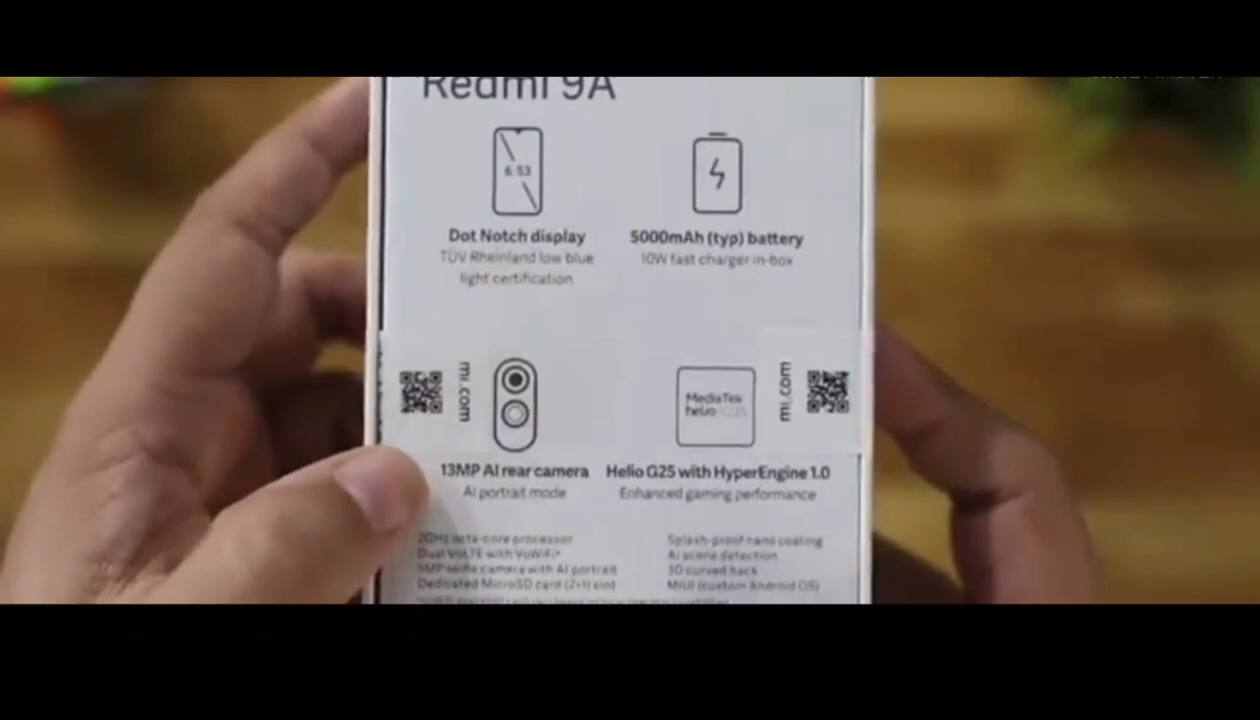 Redmi 9A
6.53
Dot Notch display
TÜV Rheinland low blue
light certification
5000mAh (typ) battery
10W fast charger in-box
mi.com
MediaTek
helio G25
mi.com
13MP AI rear camera
AI portrait mode
Helio G25 with HyperEngine 1.0
Enhanced gaming performance
2GHz octa-core processor
Dual VoLTE with VoWiFi*
5MP selfie camera with AI portrait
Dedicated MicroSD card (2+1) slot
Splash-proof nano coating
AI scene detection
3D curved back
MIUI (custom Android OS)